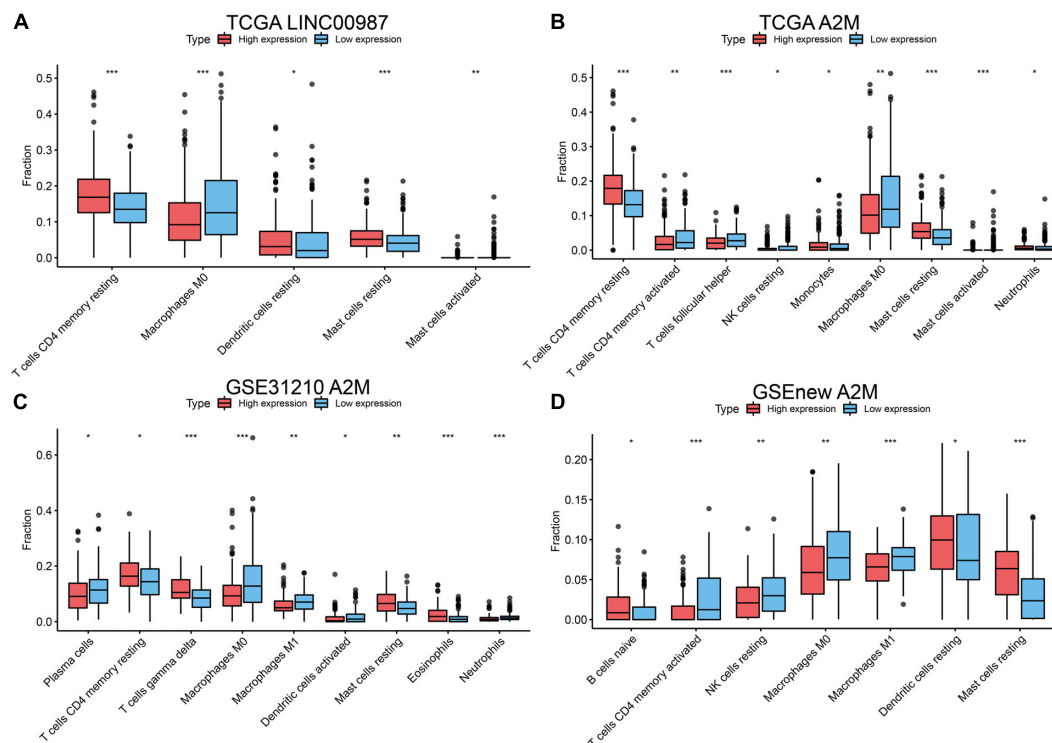 A
TCGA LINC00987
Type High expression Low expression
*** *** * *** **
Fraction
0.5
0.4
0.3
0.2
0.1
0.0
T cells CD4 memory resting
Macrophages M0
Dendritic cells resting
Mast cells resting
Mast cells activated
B
TCGA A2M
Type High expression Low expression
*** ** *** * * ** *** *** *
Fraction
0.5
0.4
0.3
0.2
0.1
0.0
T cells CD4 memory resting
T cells CD4 memory activated
T cells follicular helper
NK cells resting
Monocytes
Macrophages M0
Mast cells resting
Mast cells activated
Neutrophils
C
GSE31210 A2M
Type High expression Low expression
* * *** *** ** * ** *** ***
Fraction
0.6
0.4
0.2
0.0
Plasma cells
T cells CD4 memory resting
T cells gamma delta
Macrophages M0
Macrophages M1
Dendritic cells activated
Mast cells resting
Eosinophils
Neutrophils
D
GSEnew A2M
Type High expression Low expression
* *** ** ** *** * ***
Fraction
0.20
0.15
0.10
0.05
0.00
B cells naive
T cells CD4 memory activated
NK cells resting
Macrophages M0
Macrophages M1
Dendritic cells resting
Mast cells resting